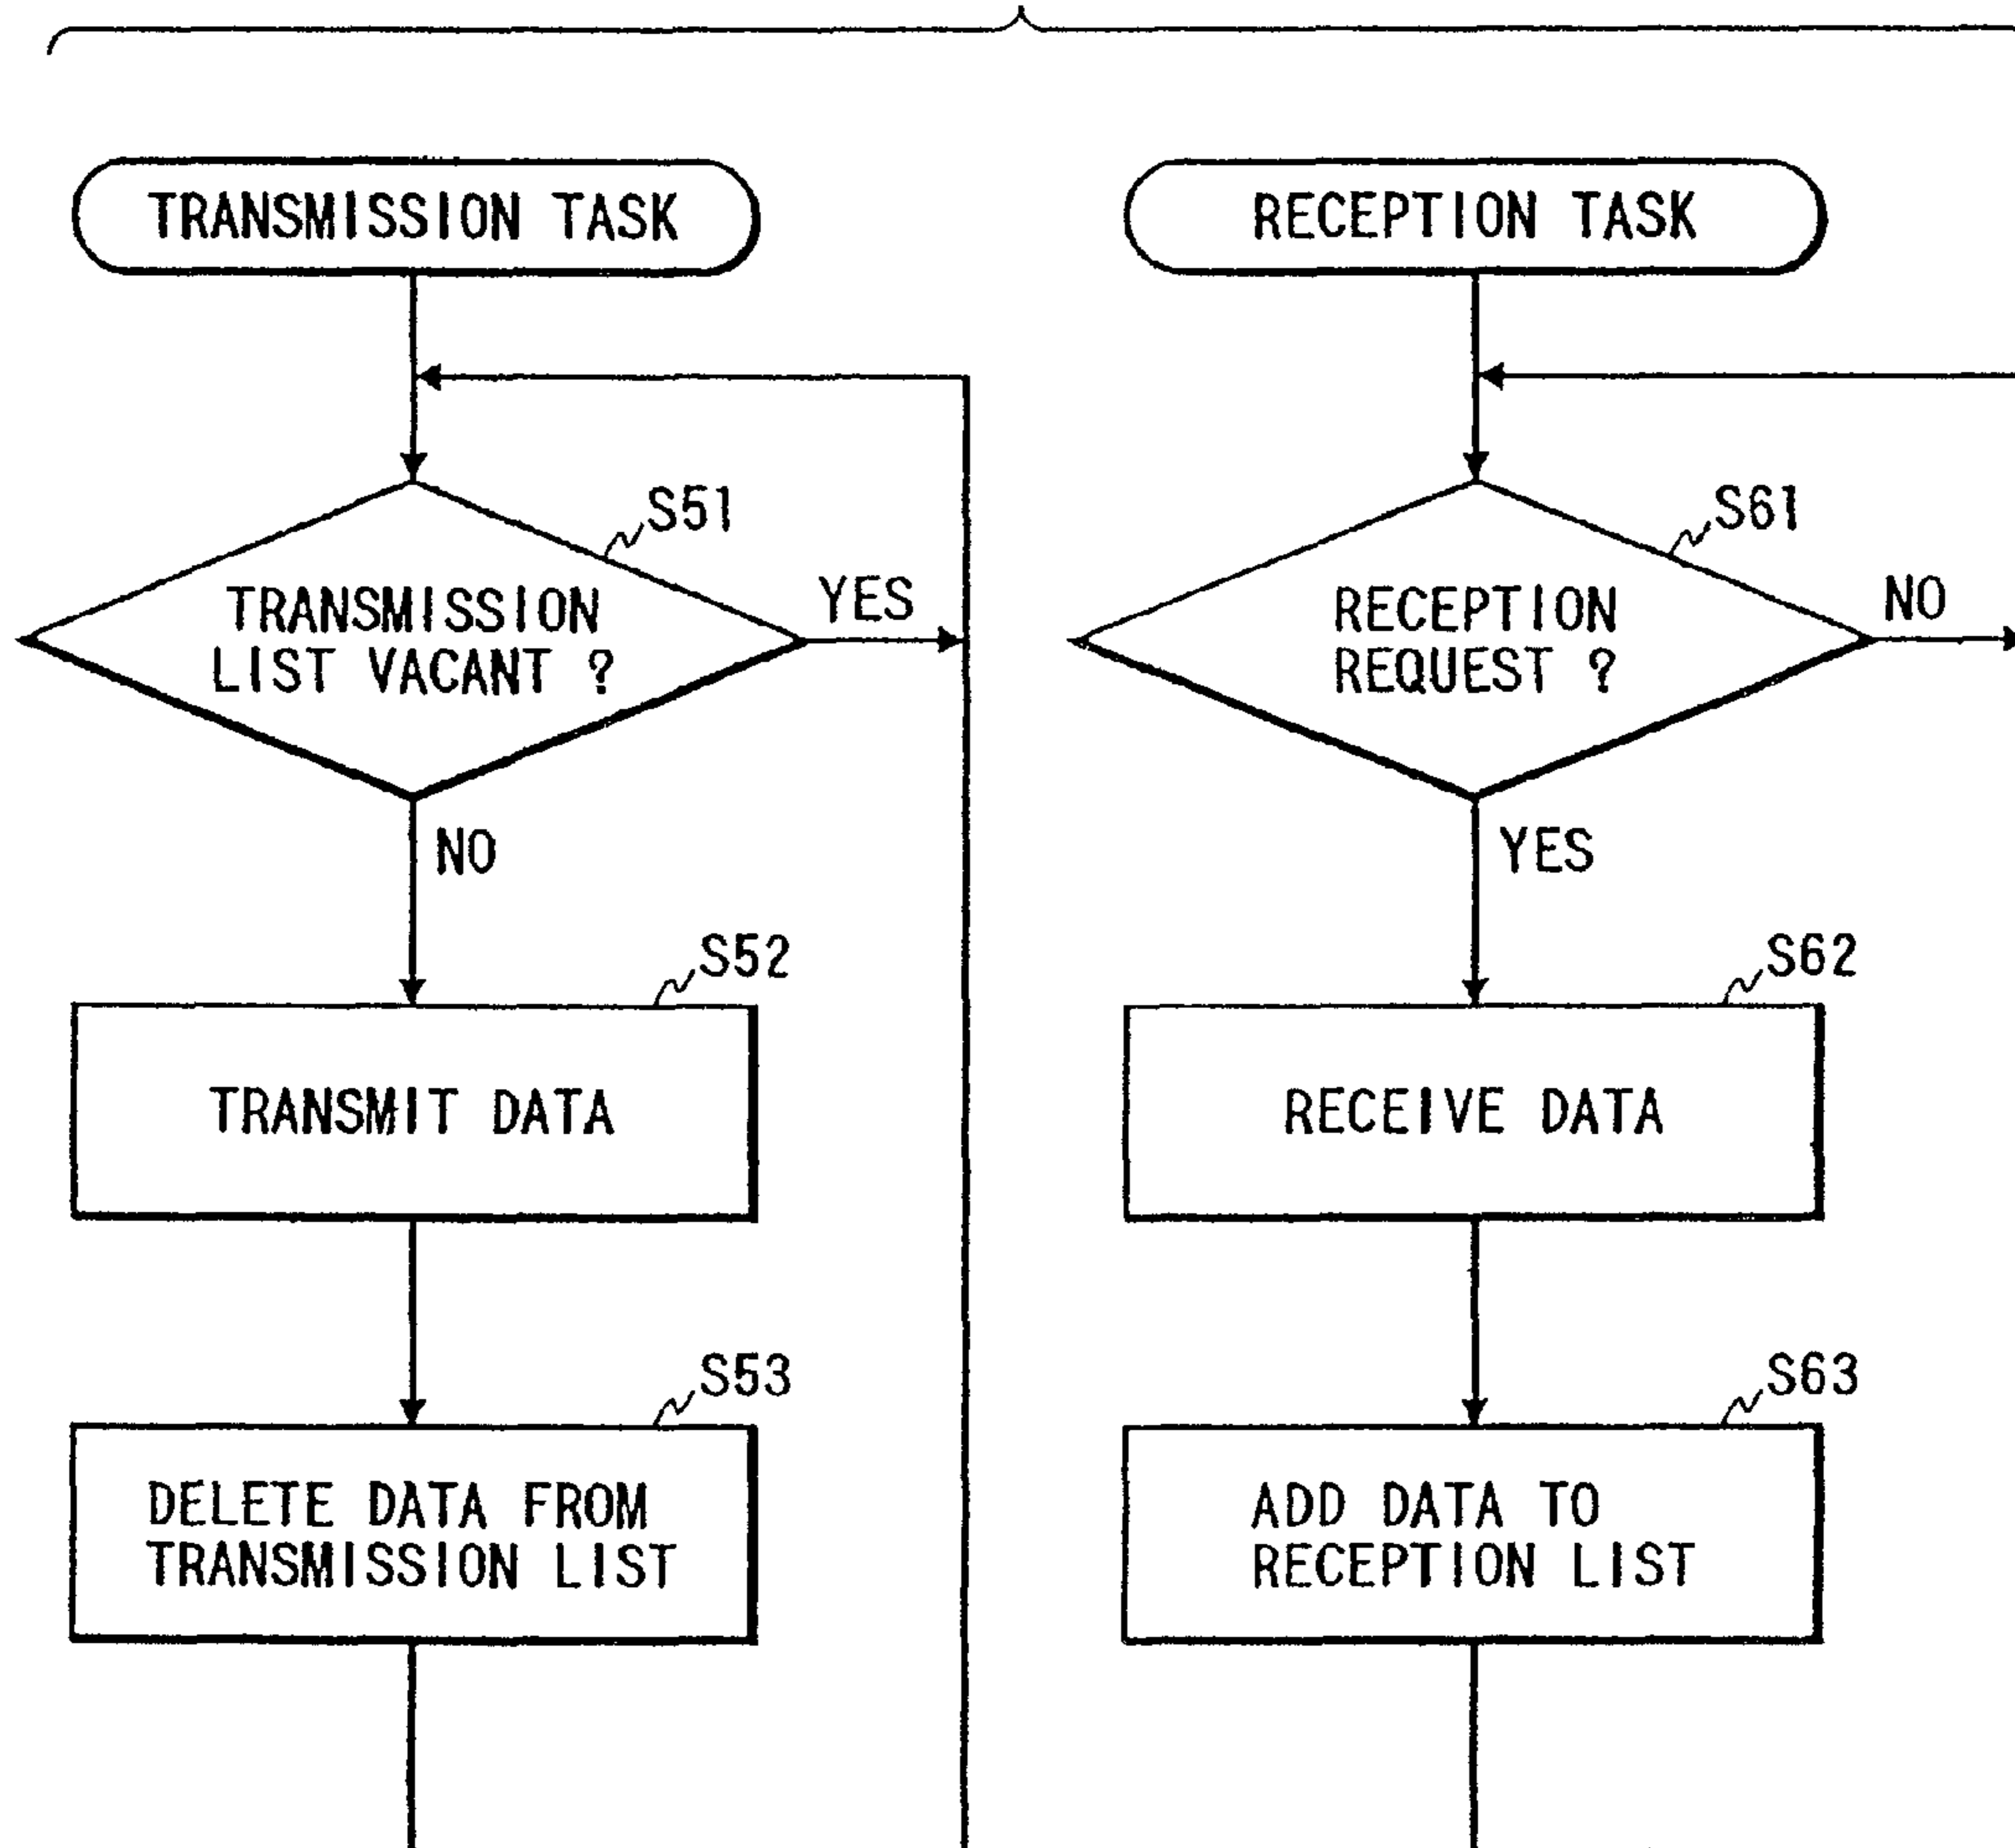 TRANSMISSION TASK
S51
TRANSMISSION
LIST VACANT ?
YES
NO
S52
TRANSMIT DATA
S53
DELETE DATA FROM
TRANSMISSION LIST
RECEPTION TASK
S61
RECEPTION
REQUEST ?
NO
YES
S62
RECEIVE DATA
S63
ADD DATA TO
RECEPTION LIST